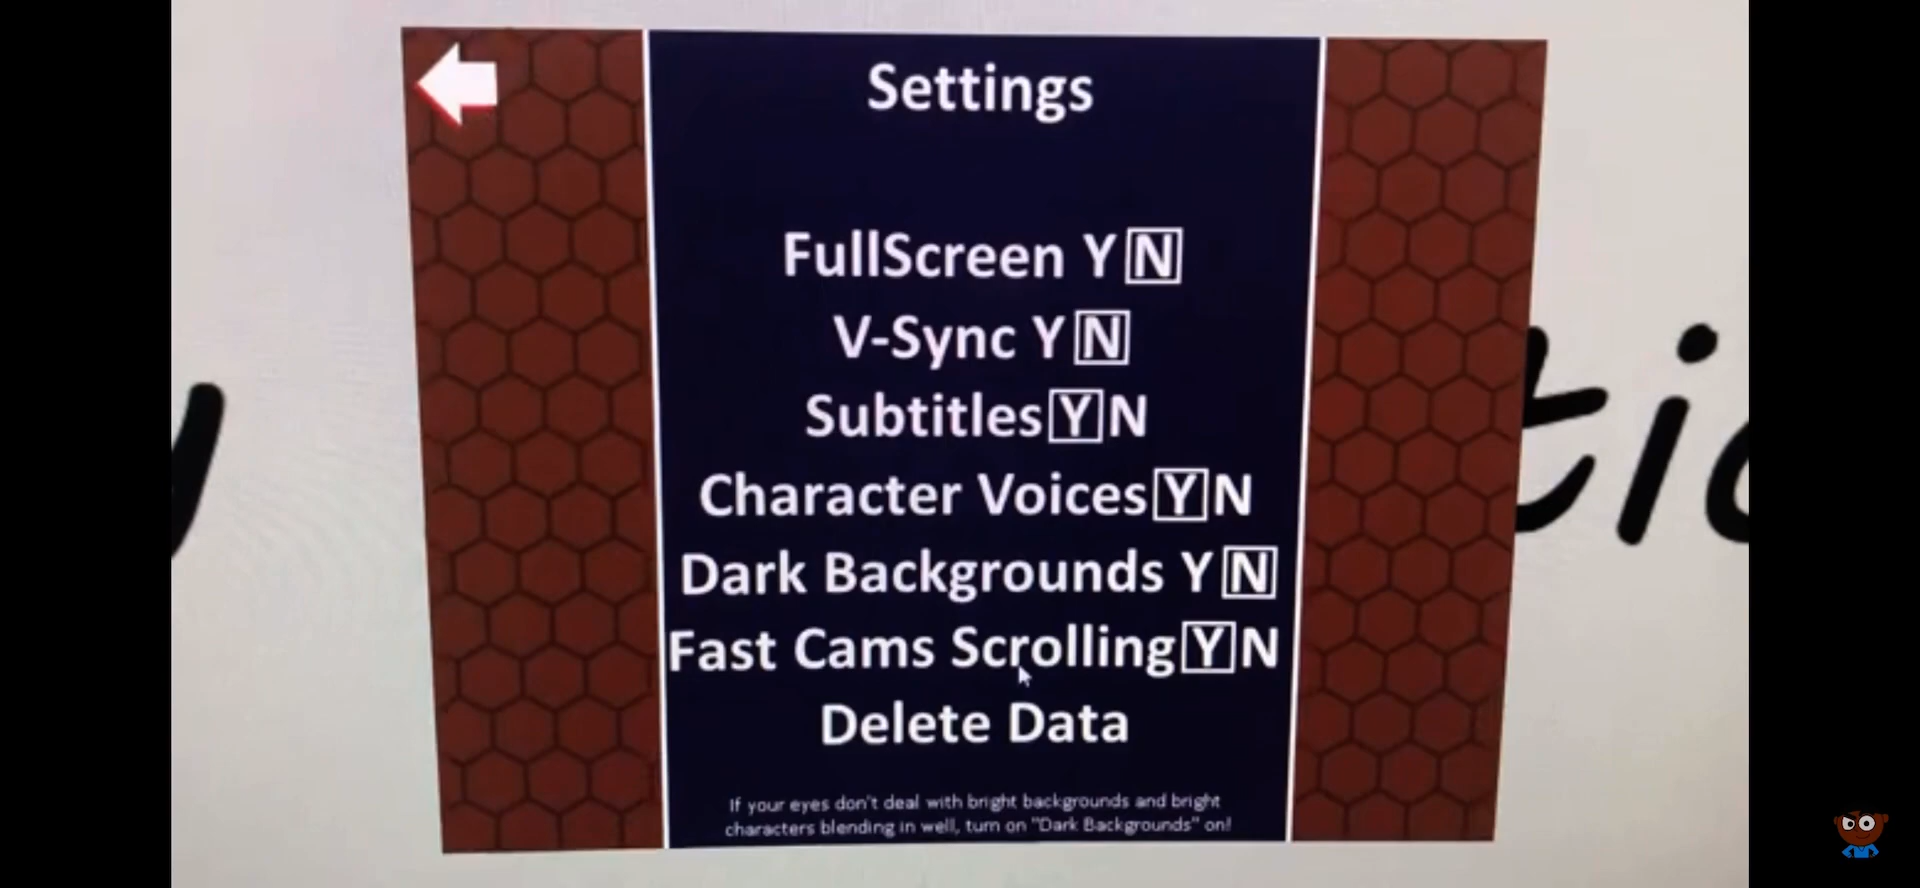 Settings
FullScreen Y N
V-Sync Y N
Subtitles Y N
Character Voices Y N
Dark Backgrounds Y N
Fast Cams Scrolling Y N
Delete Data
If your eyes don't deal with bright backgrounds and bright
characters blending in well, turn on "Dark Backgrounds" on!